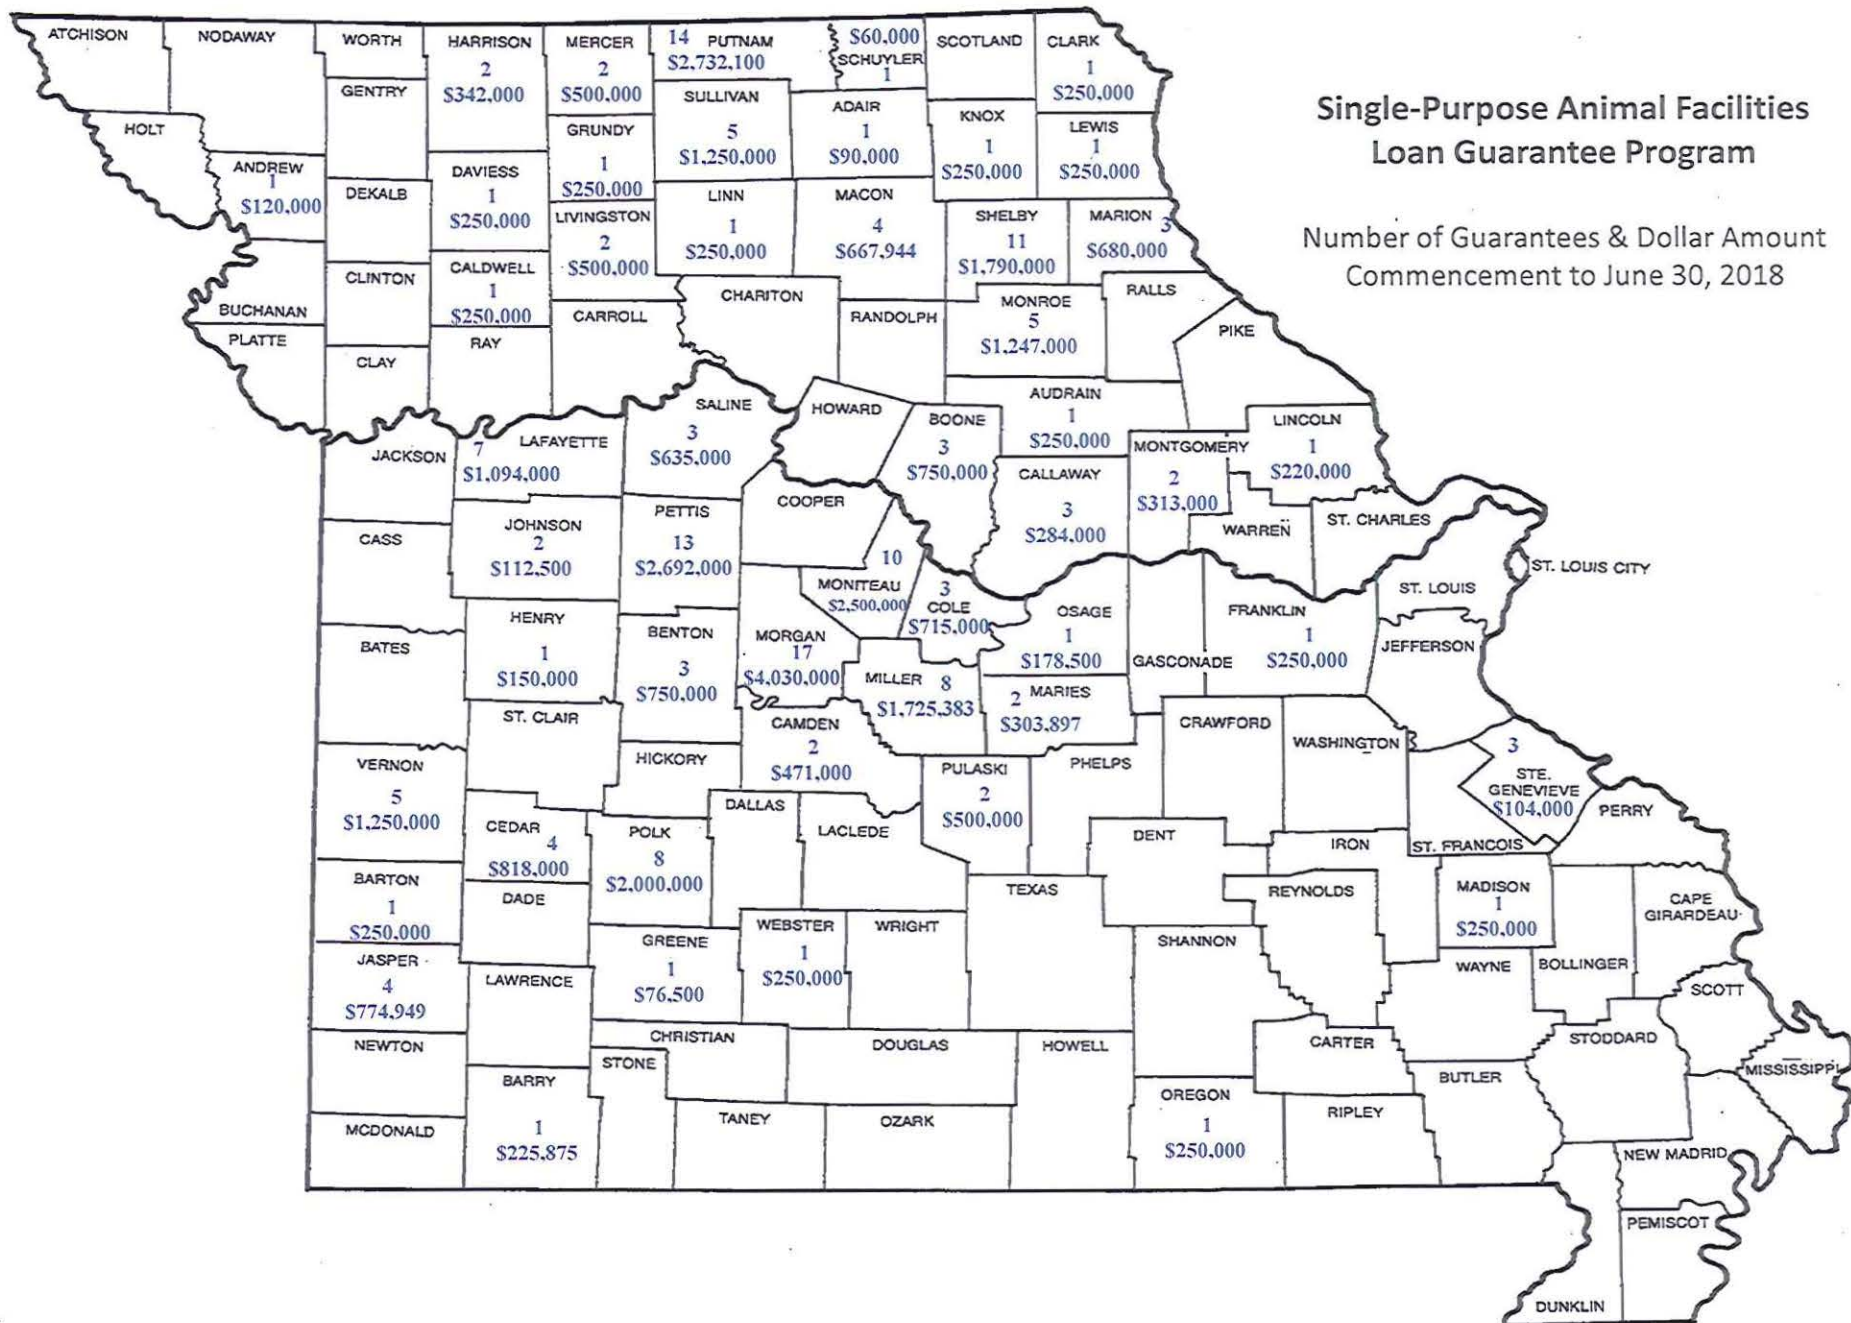 Single-Purpose Animal Facilities
Loan Guarantee Program
Number of Guarantees & Dollar Amount
Commencement to June 30, 2018
ATCHISON
NODAWAY
WORTH
HARRISON
2
$342,000
MERCER
2
$500,000
14 PUTNAM
$2,732,100
$60,000
SCHUYLER
1
SCOTLAND
CLARK
1
$250,000
HOLT
GENTRY
SULLIVAN
5
$1,250,000
ADAIR
1
$90,000
KNOX
1
$250,000
LEWIS
1
$250,000
GRUNDY
1
$250,000
ANDREW
1
$120,000
DEKALB
DAVIESS
1
$250,000
LIVINGSTON
2
$500,000
LINN
1
$250,000
MACON
4
$667,944
SHELBY
11
$1,790,000
MARION 3
$680,000
BUCHANAN
CLINTON
CALDWELL
1
$250,000
CARROLL
CHARITON
RANDOLPH
MONROE
5
$1,247,000
RALLS
PIKE
PLATTE
CLAY
RAY
SALINE
3
$635,000
HOWARD
BOONE
3
$750,000
AUDRAIN
1
$250,000
LINCOLN
1
$220,000
JACKSON
7 LAFAYETTE
$1,094,000
COOPER
CALLAWAY
3
$284,000
MONTGOMERY
2
$313,000
WARREN
ST. CHARLES
ST. LOUIS CITY
ST. LOUIS
CASS
JOHNSON
2
$112,500
PETTIS
13
$2,692,000
10
MONITEAU
$2,500,000
3
COLE
$715,000
OSAGE
1
$178,500
GASCONADE
FRANKLIN
1
$250,000
JEFFERSON
BATES
HENRY
1
$150,000
BENTON
3
$750,000
MORGAN
17
$4,030,000
MILLER 8
$1,725,383
2 MARIES
$303,897
ST. CLAIR
HICKORY
CAMDEN
2
$471,000
PULASKI
2
$500,000
PHELPS
CRAWFORD
WASHINGTON
3
STE.
GENEVIEVE
$104,000
PERRY
VERNON
5
$1,250,000
CEDAR
4
$818,000
POLK
8
$2,000,000
DALLAS
LACLEDE
DENT
IRON
ST. FRANCOIS
BARTON
1
$250,000
DADE
TEXAS
REYNOLDS
MADISON
1
$250,000
CAPE
GIRARDEAU
JASPER
4
$774,949
LAWRENCE
GREENE
1
$76,500
WEBSTER
1
$250,000
WRIGHT
SHANNON
WAYNE
BOLLINGER
SCOTT
NEWTON
CHRISTIAN
DOUGLAS
HOWELL
CARTER
STODDARD
MISSISSIPPI
STONE
BARRY
1
$225,875
OREGON
1
$250,000
BUTLER
MCDONALD
TANEY
OZARK
RIPLEY
NEW MADRID
PEMISCOT
DUNKLIN